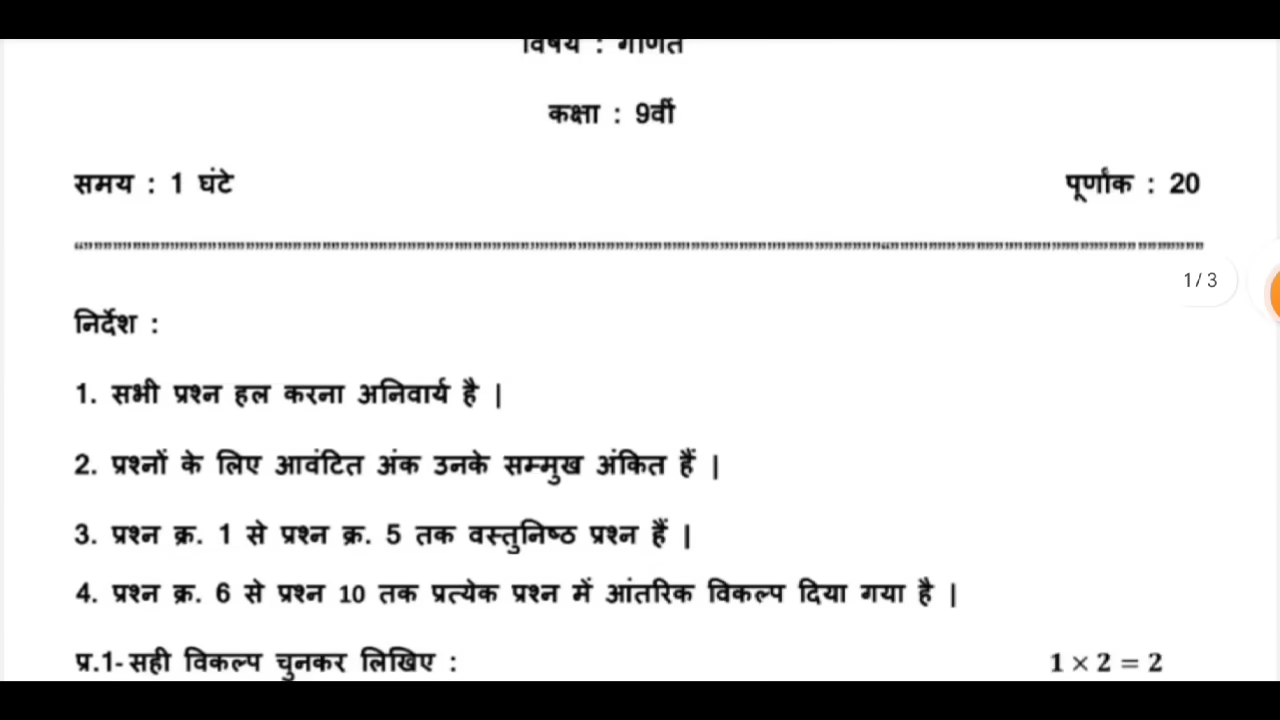 विषय : गणित
कक्षा : 9वीं
समय : 1 घंटे
पूर्णांक : 20
1 / 3
निर्देश :
1. सभी प्रश्न हल करना अनिवार्य है |
2. प्रश्नों के लिए आवंटित अंक उनके सम्मुख अंकित हैं |
3. प्रश्न क्र. 1 से प्रश्न क्र. 5 तक वस्तुनिष्ठ प्रश्न हैं |
4. प्रश्न क्र. 6 से प्रश्न 10 तक प्रत्येक प्रश्न में आंतरिक विकल्प दिया गया है |
प्र.1- सही विकल्प चुनकर लिखिए : 1 × 2 = 2